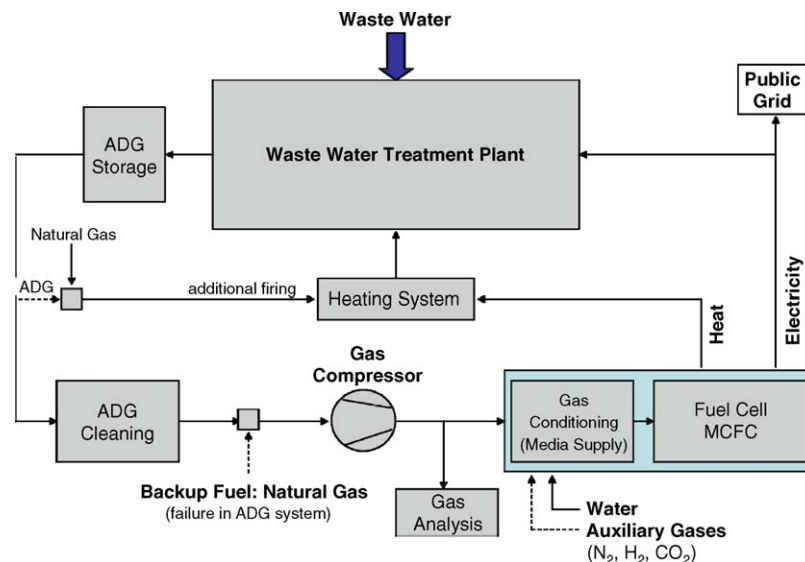 Waste Water
Public
Grid
ADG
Storage
Waste Water Treatment Plant
Natural Gas
ADG
additional firing
Heating System
Heat
Electricity
Gas
Compressor
ADG
Cleaning
Gas
Conditioning
(Media Supply)
Fuel Cell
MCFC
Backup Fuel: Natural Gas
(failure in ADG system)
Gas
Analysis
Water
Auxiliary Gases
(N₂, H₂, CO₂)